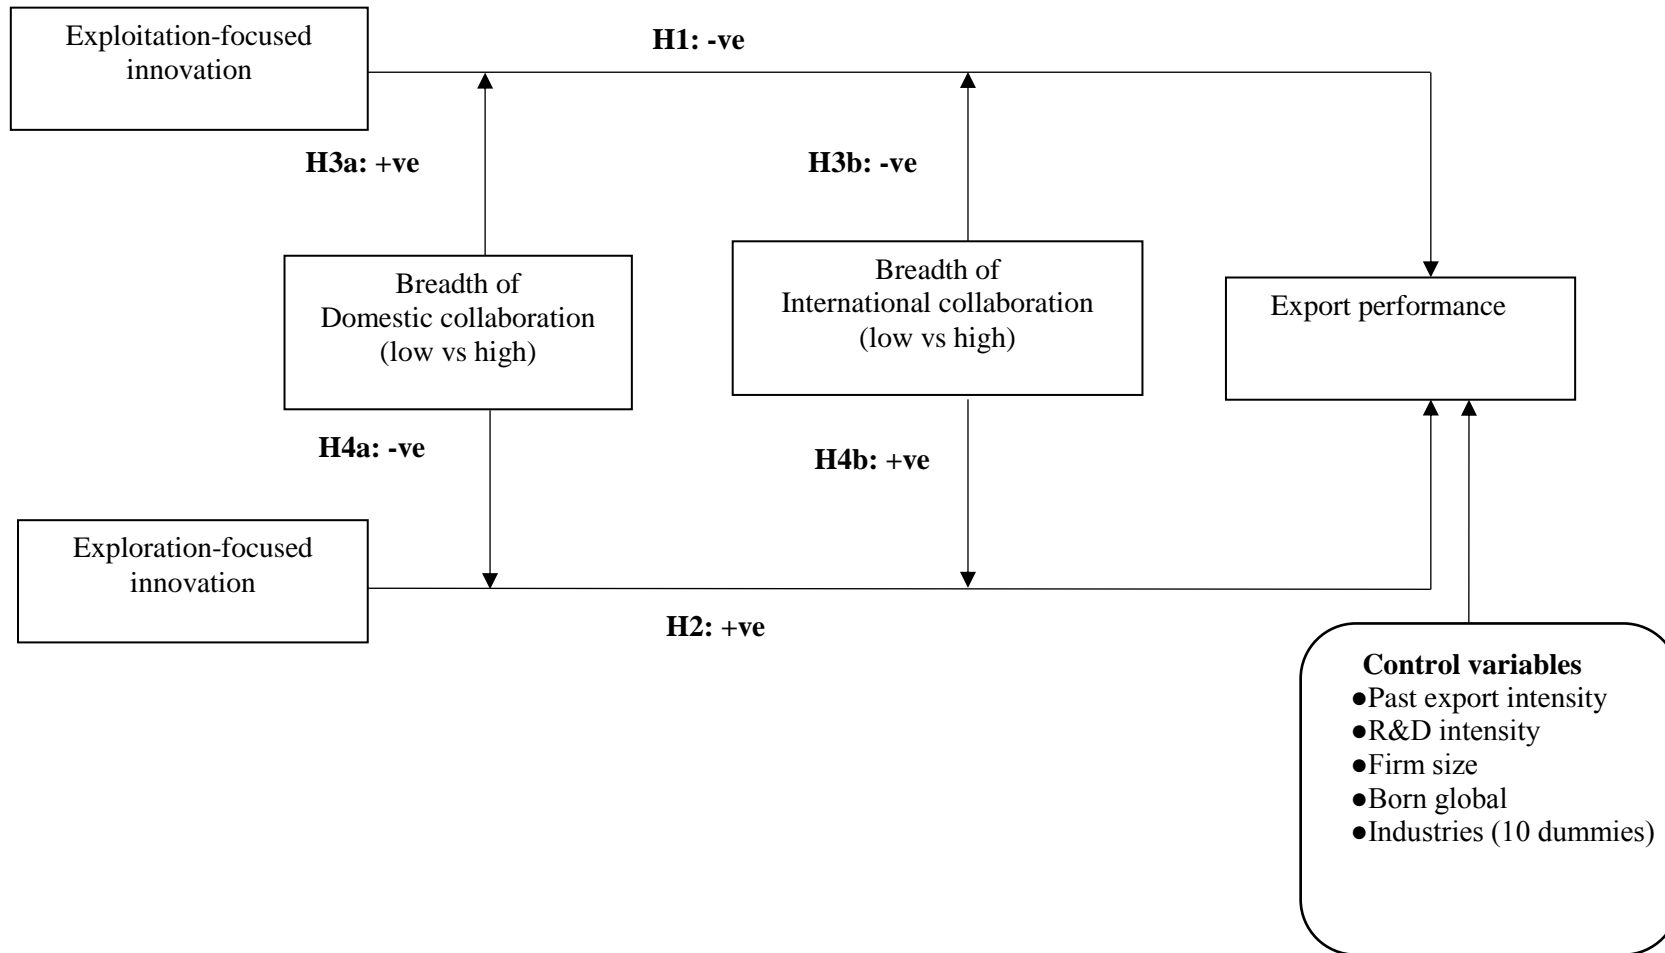 Exploitation-focused
innovation
H1: -ve
H3a: +ve
H3b: -ve
Breadth of
Domestic collaboration
(low vs high)
Breadth of
International collaboration
(low vs high)
Export performance
H4a: -ve
H4b: +ve
Exploration-focused
innovation
H2: +ve
Control variables
●Past export intensity
●R&D intensity
●Firm size
●Born global
●Industries (10 dummies)